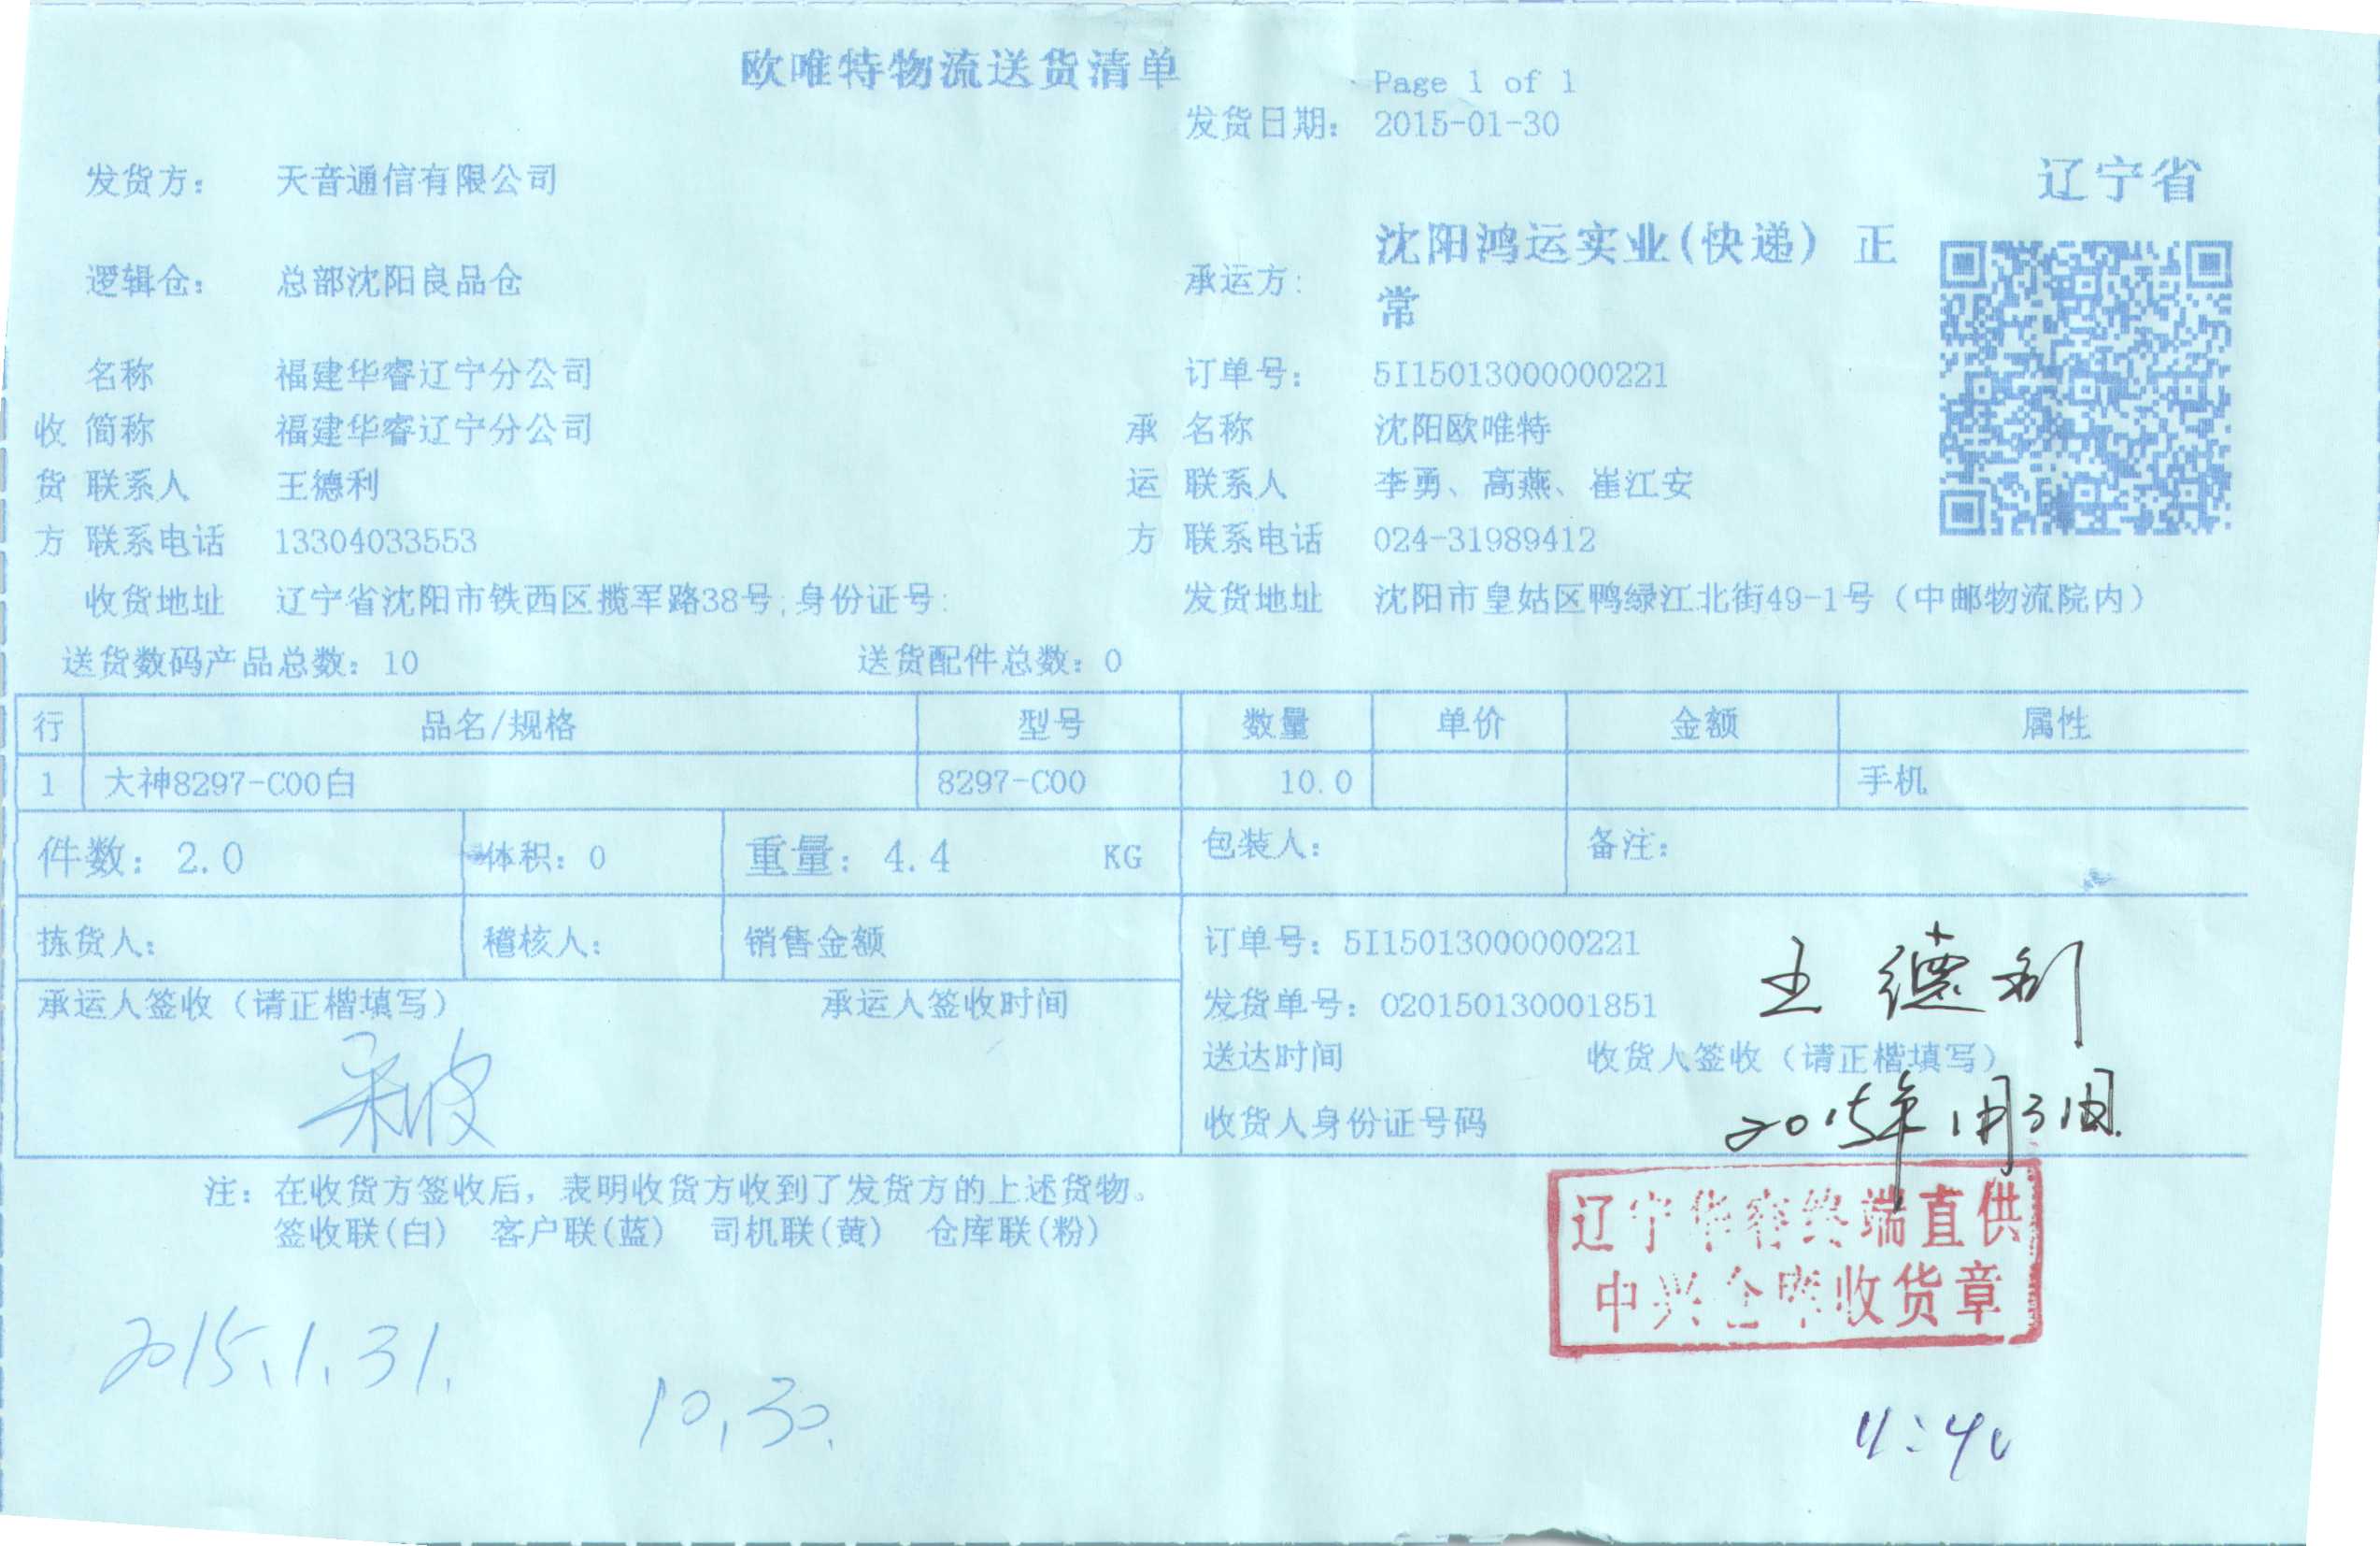 欧唯特物流送货清单
Page 1 of 1
发货日期： 2015-01-30
发货方： 天音通信有限公司
辽宁省
逻辑仓： 总部沈阳良品仓 承运方： 沈阳鸿运实业(快递) 正
常
名称 福建华睿辽宁分公司 订单号： 5I15013000000221
收 简称 福建华睿辽宁分公司 承 名称 沈阳欧唯特
货 联系人 王德利 运 联系人 李勇、高燕、崔江安
方 联系电话 13304033553 方 联系电话 024-31989412
收货地址 辽宁省沈阳市铁西区揽军路38号;身份证号: 发货地址 沈阳市皇姑区鸭绿江北街49-1号（中邮物流院内）
送货数码产品总数：10 送货配件总数：0
行 品名/规格 型号 数量 单价 金额 属性
1 大神8297-C00白 8297-C00 10.0 手机
件数：2.0 体积：0 重量：4.4 KG 包装人： 备注：
拣货人： 稽核人： 销售金额 订单号：5I15013000000221
王德利
承运人签收（请正楷填写） 承运人签收时间 发货单号：O20150130001851
送达时间 收货人签收（请正楷填写）
收货人身份证号码 2015年1月31日
注：在收货方签收后，表明收货方收到了发货方的上述货物。
签收联(白) 客户联(蓝) 司机联(黄) 仓库联(粉)
辽宁华睿终端直供
中兴仓库收货章
2015.1.31.
10.30.
11:40